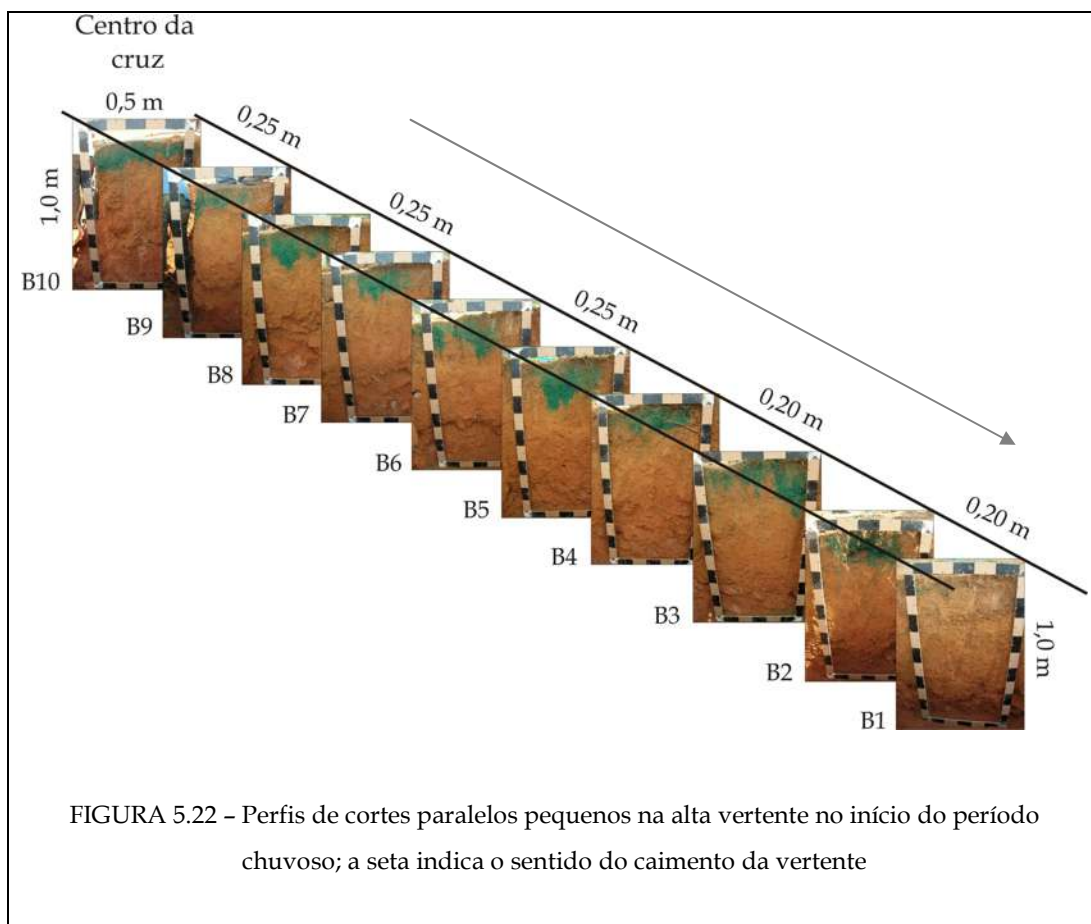 Centro da
cruz
0,5 m
0,25 m
0,25 m
0,25 m
0,25 m
0,20 m
0,20 m
1,0 m
B10
B9
B8
B7
B6
B5
B4
B3
B2
B1
1,0 m
FIGURA 5.22 – Perfis de cortes paralelos pequenos na alta vertente no início do período
chuvoso; a seta indica o sentido do caimento da vertente